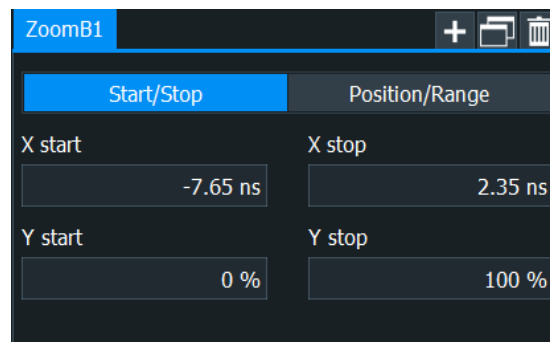 ZoomB1
Start/Stop
Position/Range
X start
X stop
-7.65 ns
2.35 ns
Y start
Y stop
0 %
100 %